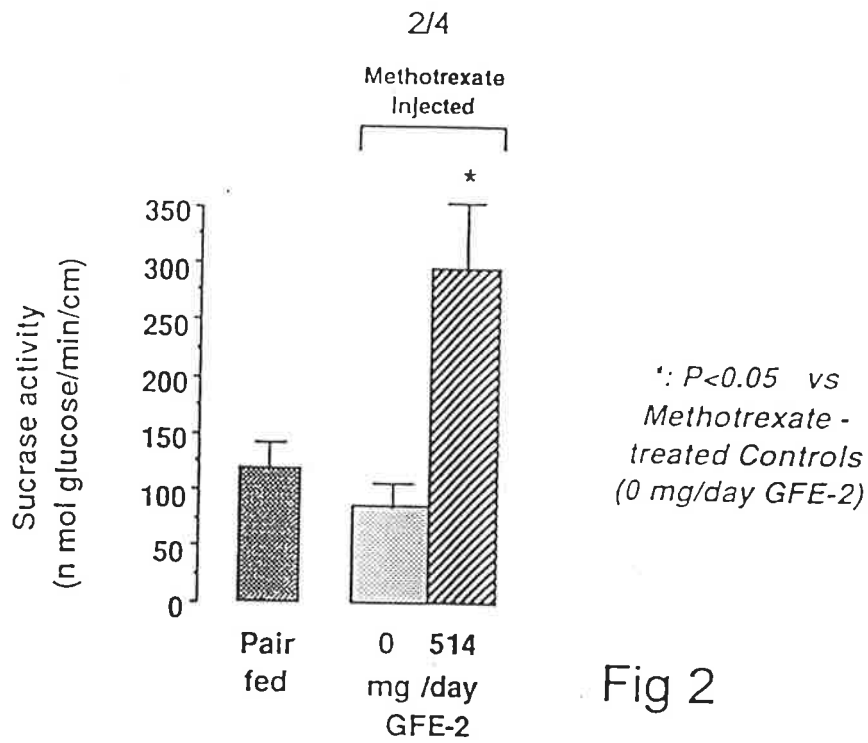 2/4
Methotrexate
Injected
*
350
300
250
200
150
100
50
0
Sucrase activity
(n mol glucose/min/cm)
Pair
fed
0 514
mg /day
GFE-2
*: P<0.05 vs
Methotrexate -
treated Controls
(0 mg/day GFE-2)
Fig 2